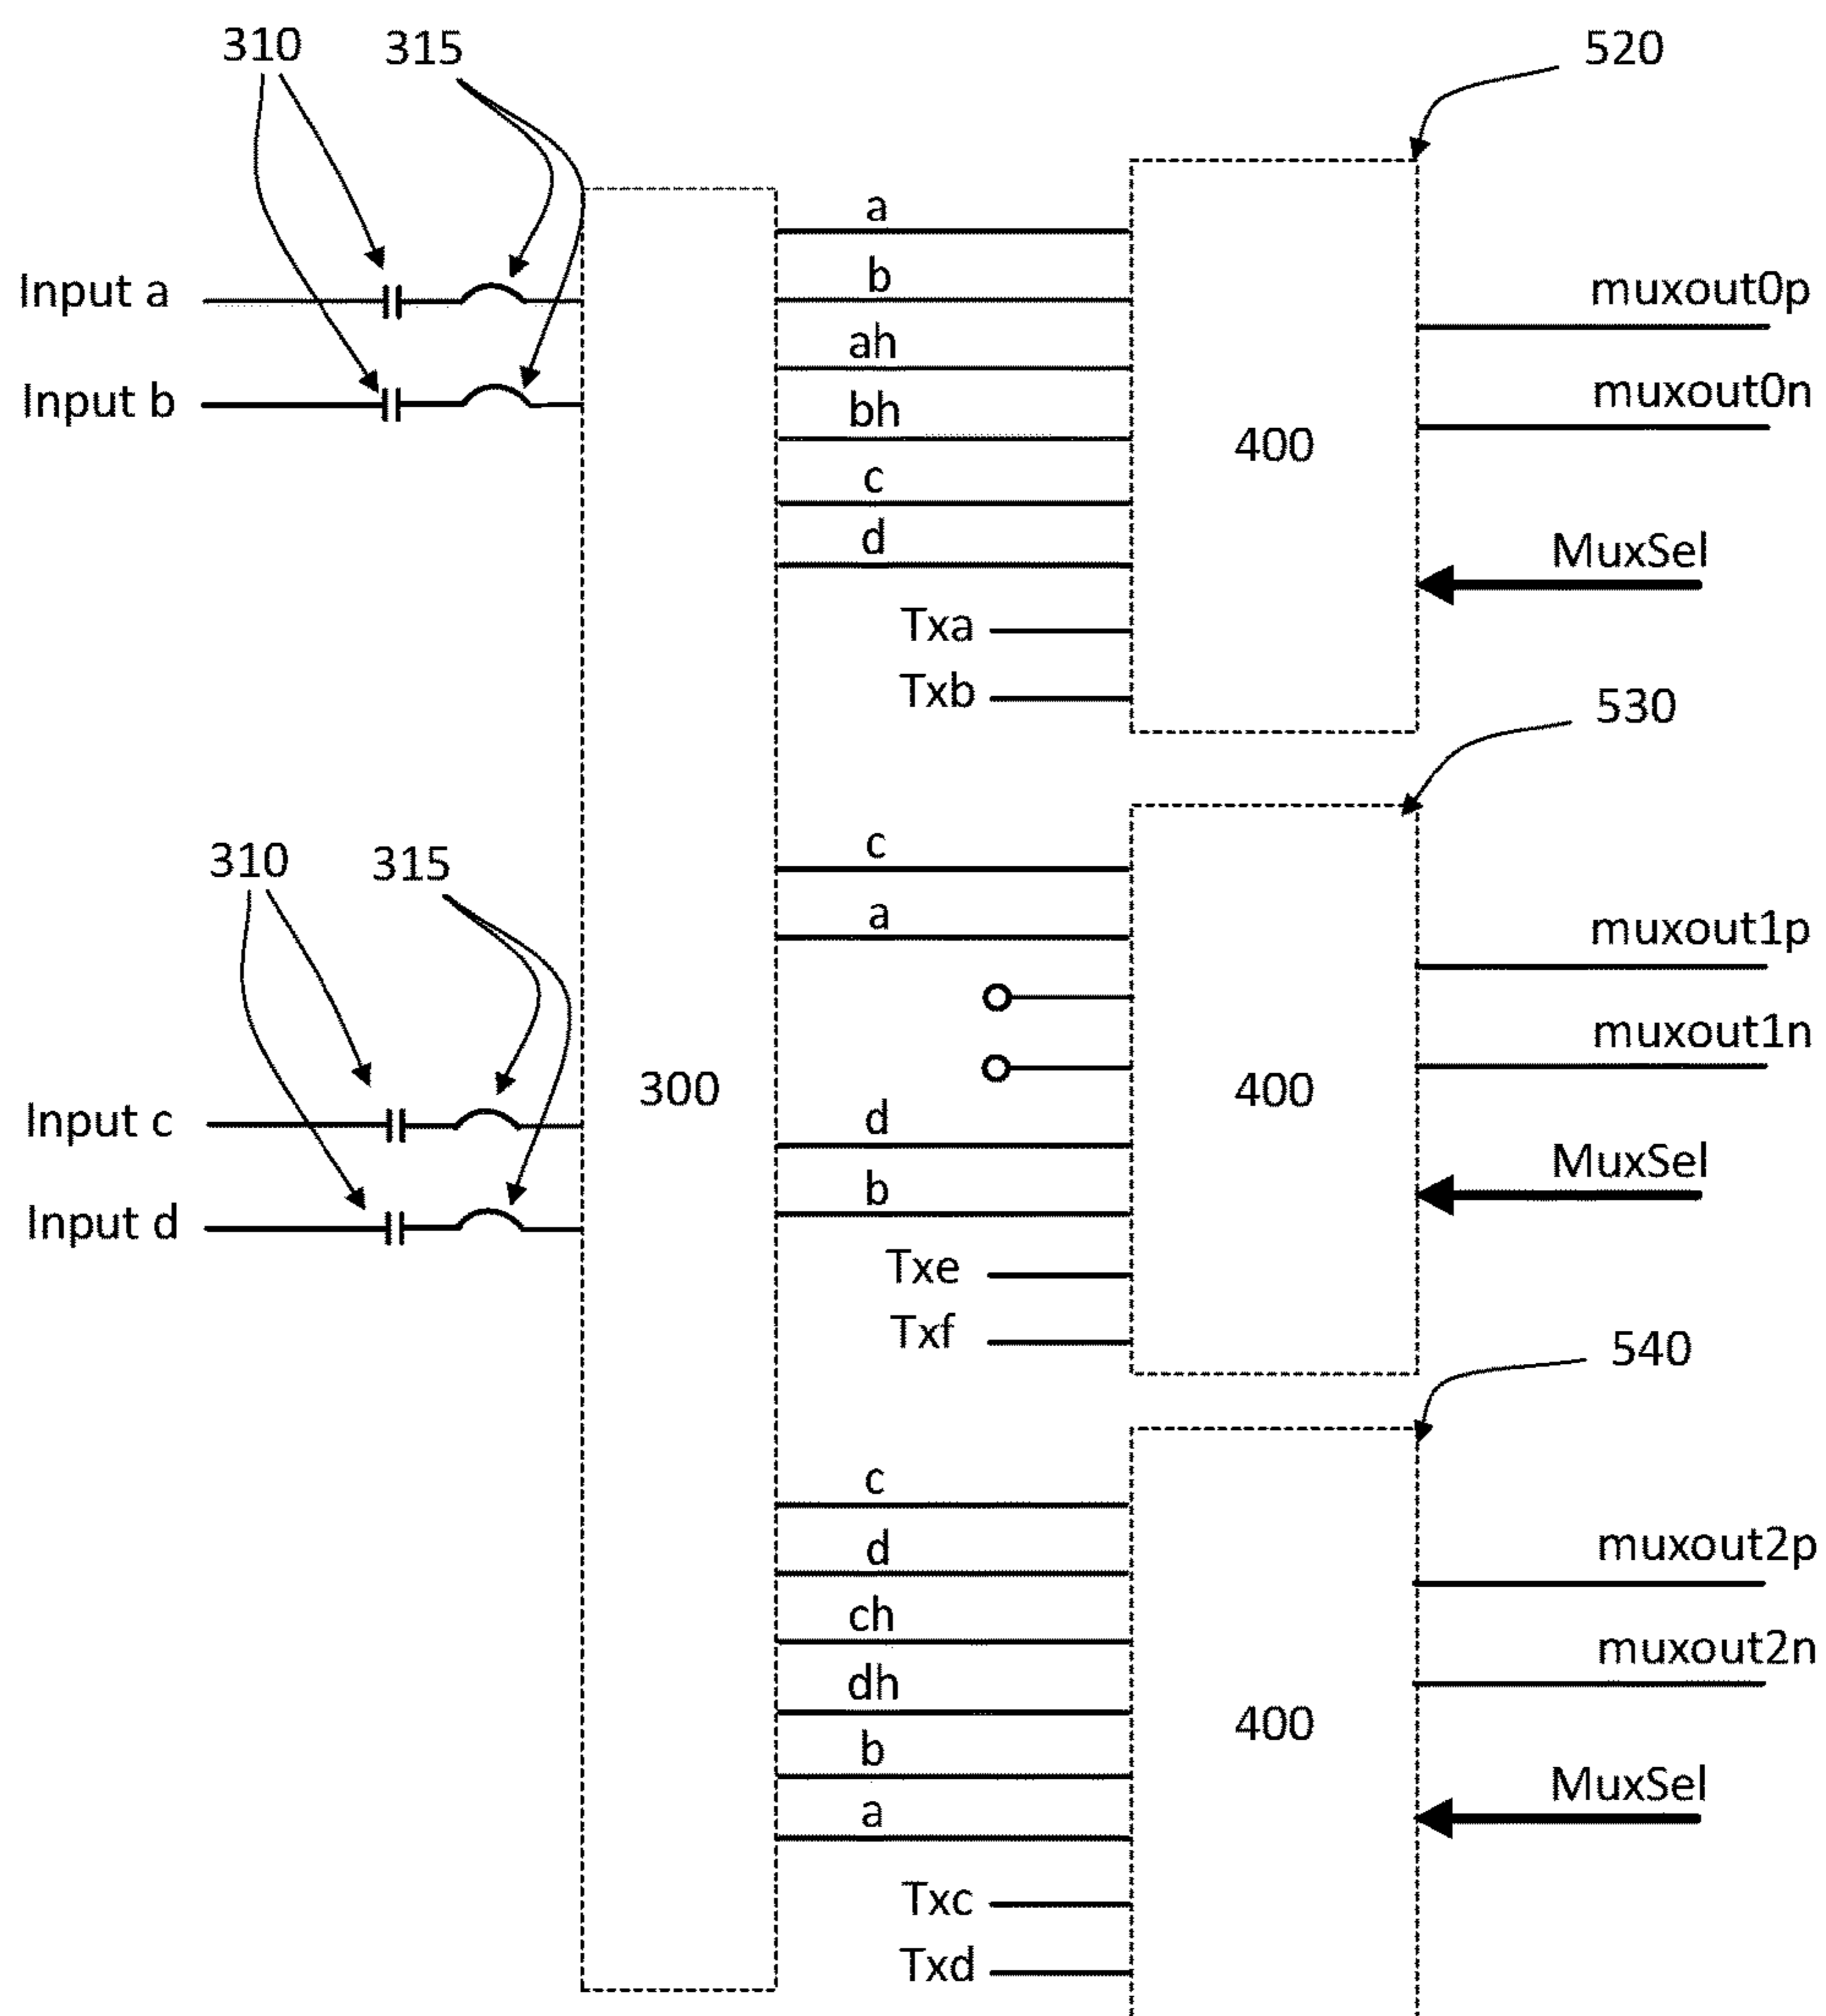 310
315
520
a
b
ah
bh
c
d
Txa
Txb
Input a
Input b
400
muxout0p
muxout0n
MuxSel
530
310
315
300
c
a
d
b
Txe
Txf
Input c
Input d
400
muxout1p
muxout1n
MuxSel
540
c
d
ch
dh
b
a
Txc
Txd
400
muxout2p
muxout2n
MuxSel